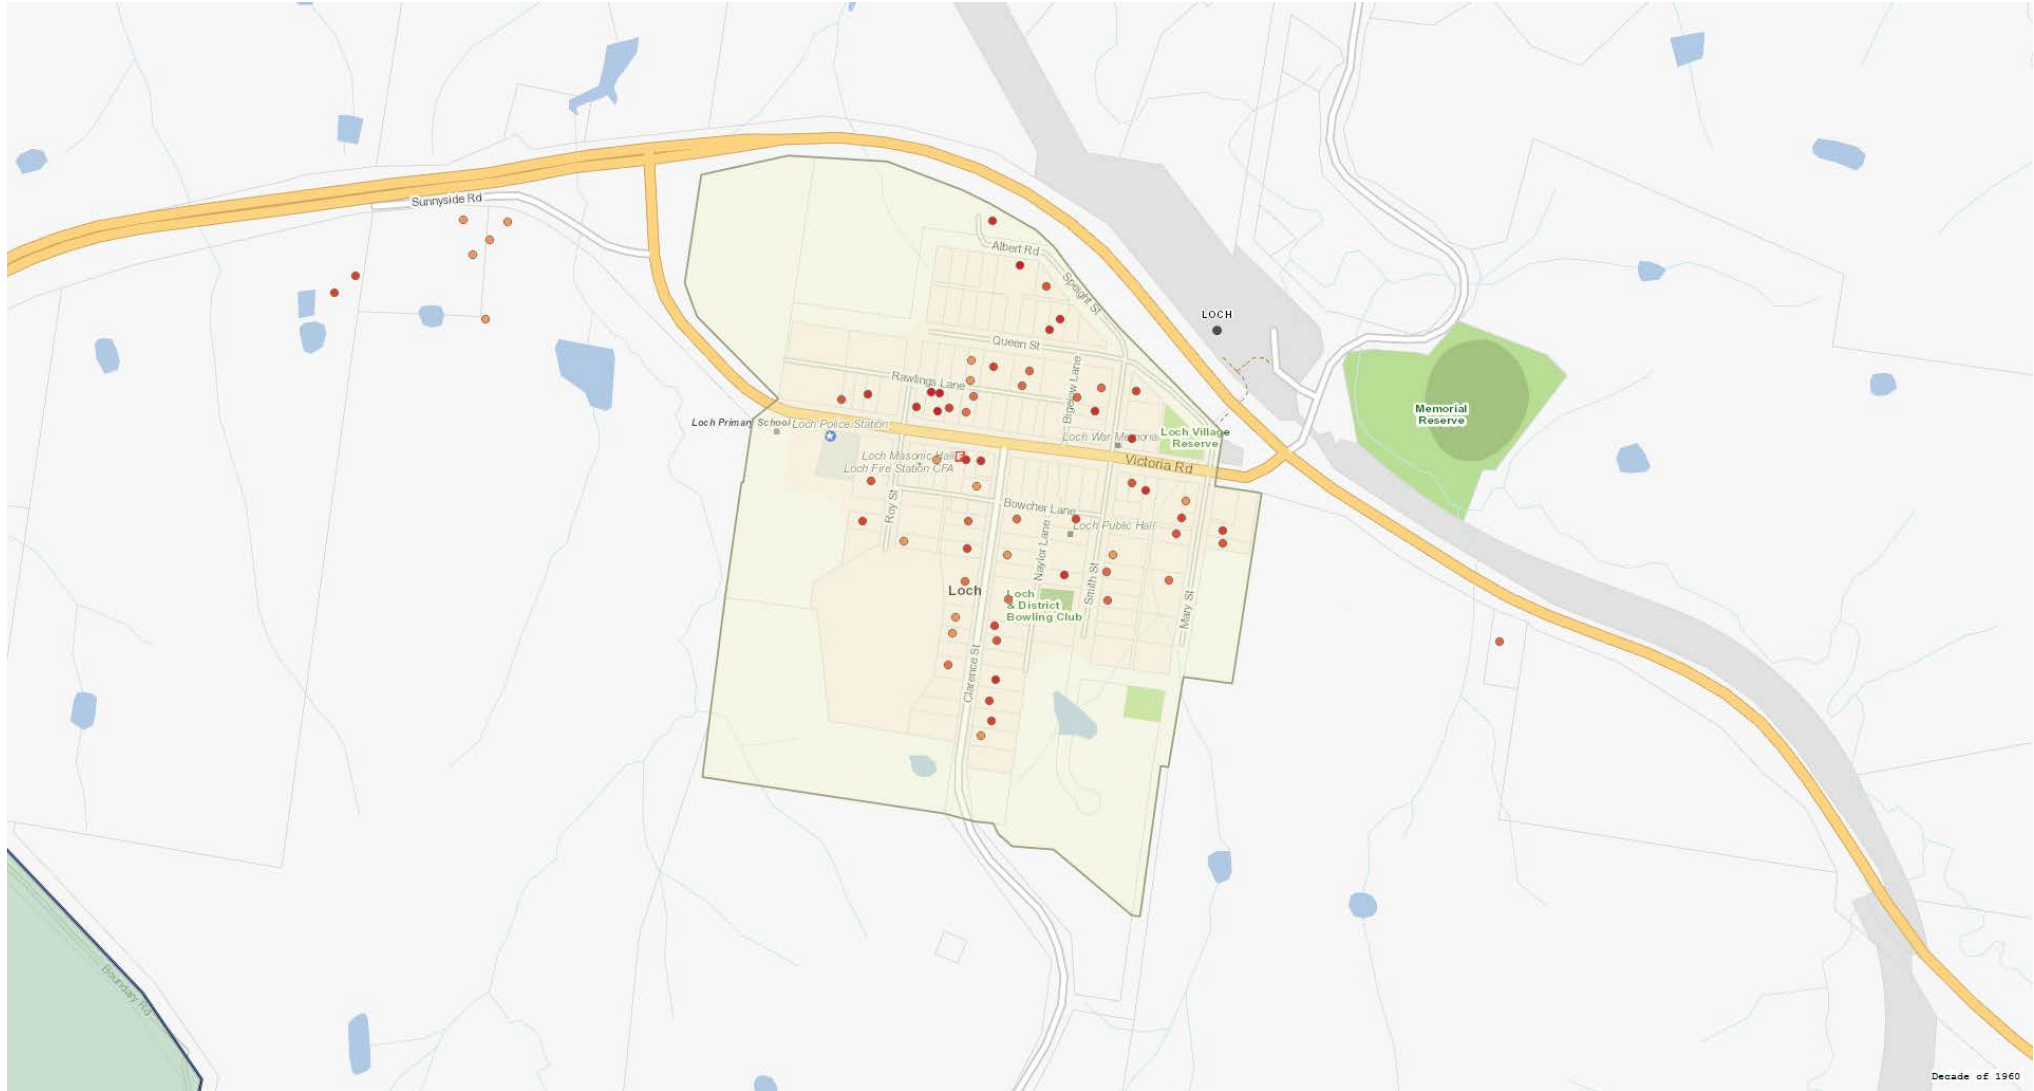 Sunnyside Rd
Albert Rd
Speight St
LOCH
Queen St
Bigelow Lane
Rawlings Lane
Memorial
Reserve
Loch Primary School
Loch Police Station
Loch Village
Reserve
Loch War Memorial
Loch Masonic Hall
F
Loch Fire Station CFA
Victoria Rd
Roy St
Bowcher Lane
Loch Public Hall
Naylor Lane
Smith St
Mary St
Loch
Loch
& District
Bowling Club
Clarence St
Boundary Rd
Decade of 1960